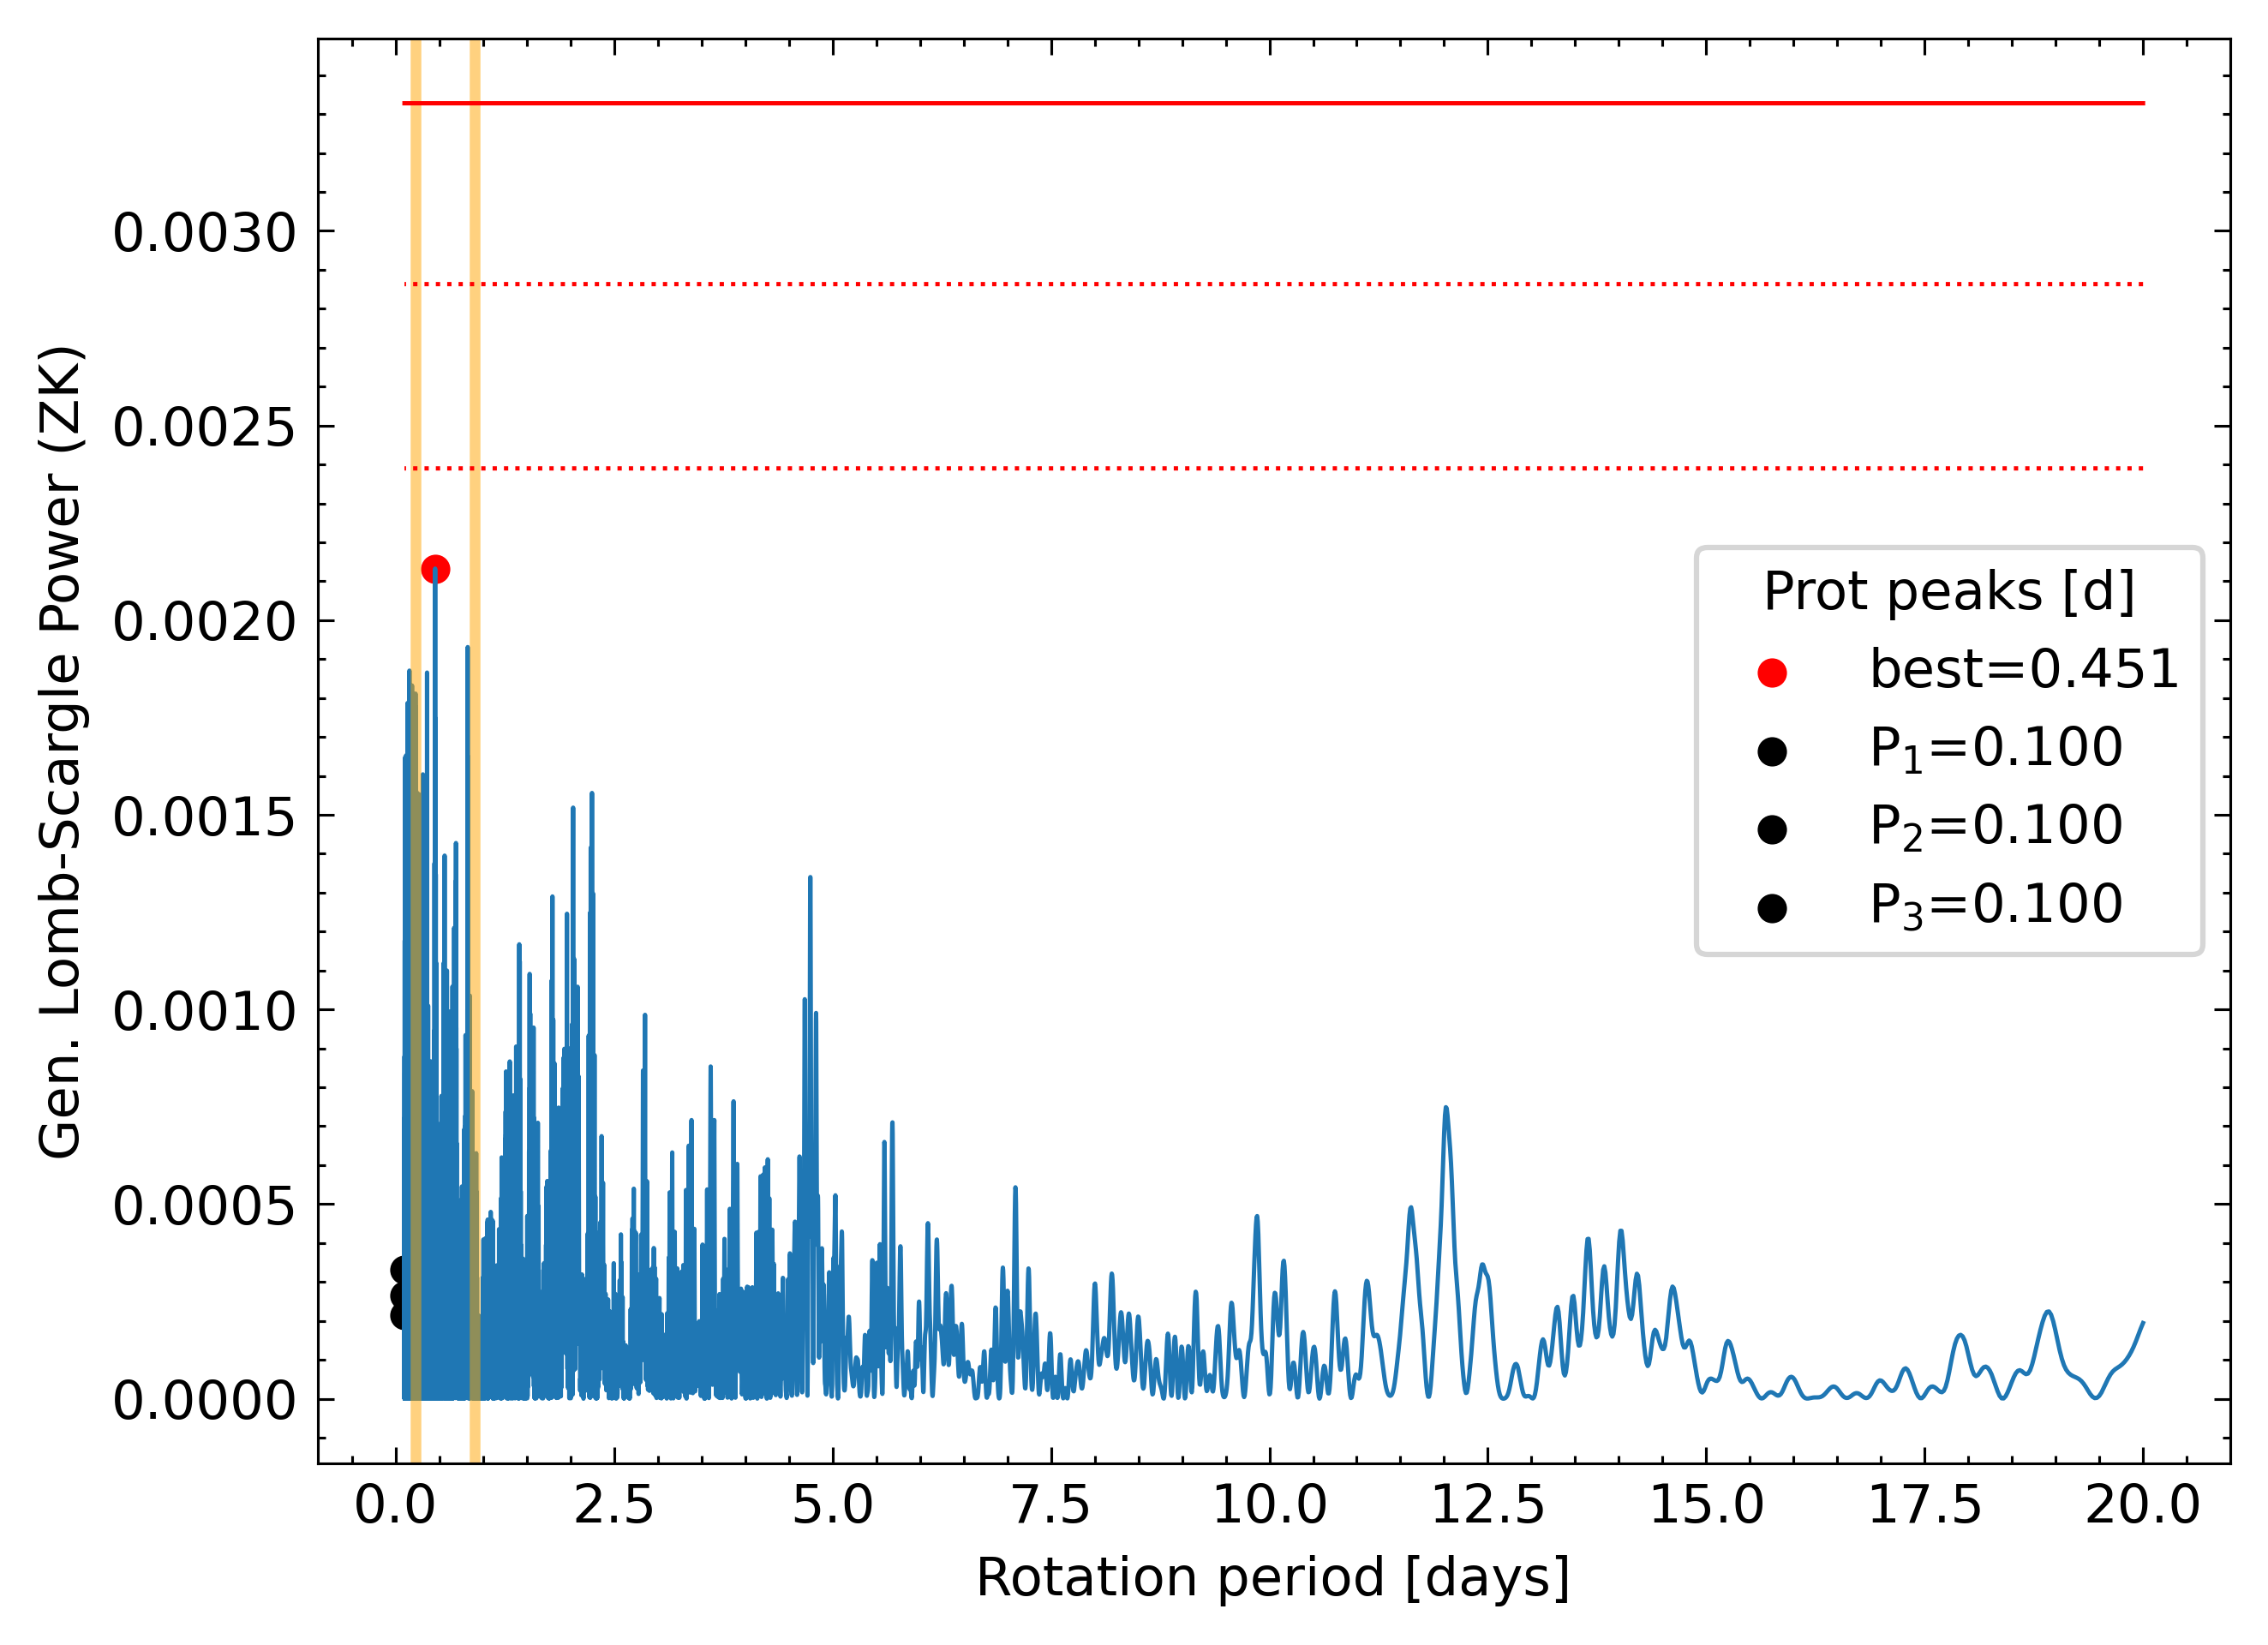 Gen. Lomb-Scargle Power (ZK)
0.0030
0.0025
0.0020
0.0015
0.0010
0.0005
0.0000
Prot peaks [d]
best=0.451
P₁=0.100
P₂=0.100
P₃=0.100
0.0 2.5 5.0 7.5 10.0 12.5 15.0 17.5 20.0
Rotation period [days]